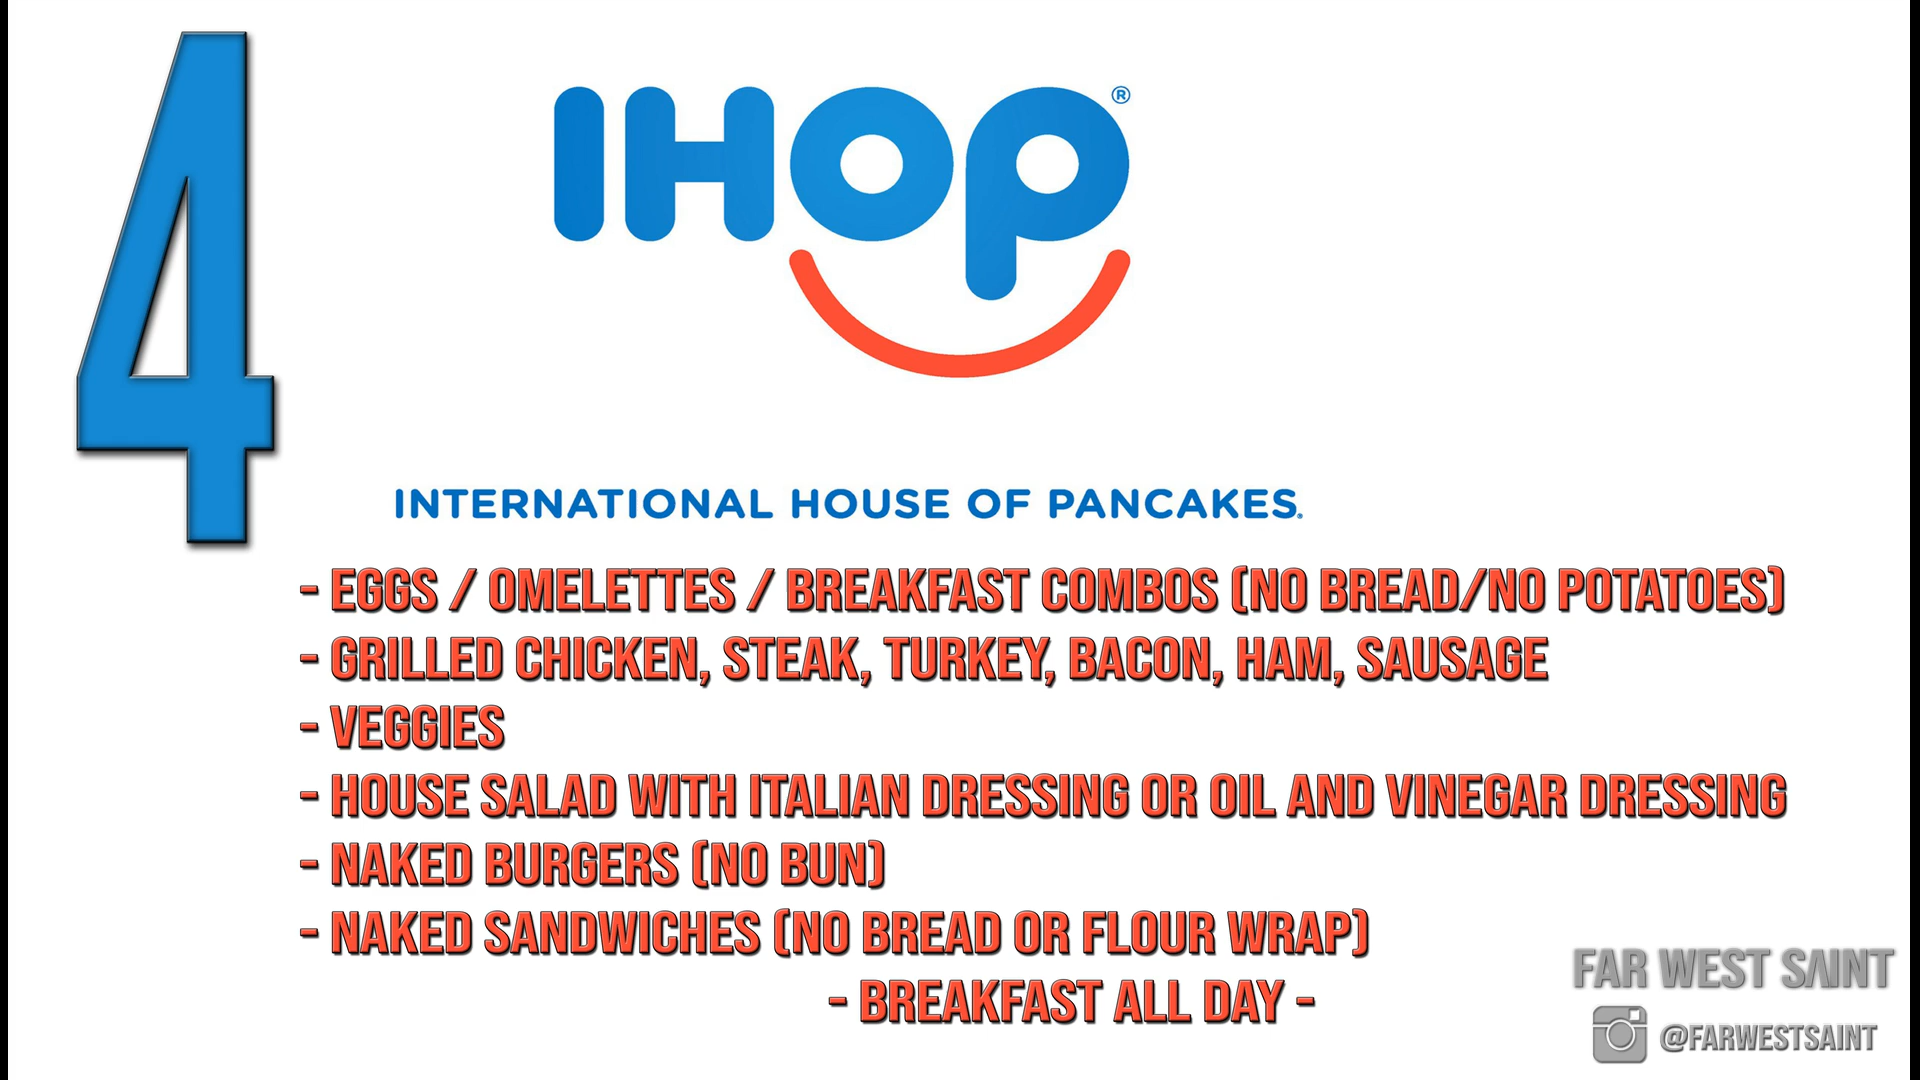 4
IHOP®
INTERNATIONAL HOUSE OF PANCAKES.
- EGGS / OMELETTES / BREAKFAST COMBOS (NO BREAD/NO POTATOES)
- GRILLED CHICKEN, STEAK, TURKEY, BACON, HAM, SAUSAGE
- VEGGIES
- HOUSE SALAD WITH ITALIAN DRESSING OR OIL AND VINEGAR DRESSING
- NAKED BURGERS (NO BUN)
- NAKED SANDWICHES (NO BREAD OR FLOUR WRAP)
- BREAKFAST ALL DAY -
FAR WEST SAINT
@FARWESTSAINT